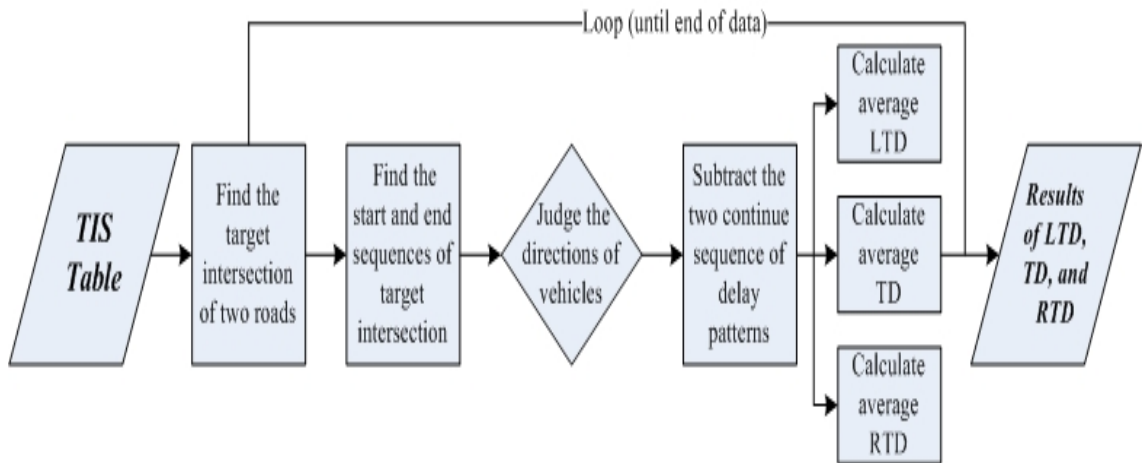 Loop (until end of data)
TIS
Table
Find the
target
intersection
of two roads
Find the
start and end
sequences of
target
intersection
Judge the
directions of
vehicles
Subtract the
two continue
sequence of
delay
patterns
Calculate
average
LTD
Calculate
average
TD
Calculate
average
RTD
Results
of LTD,
TD, and
RTD